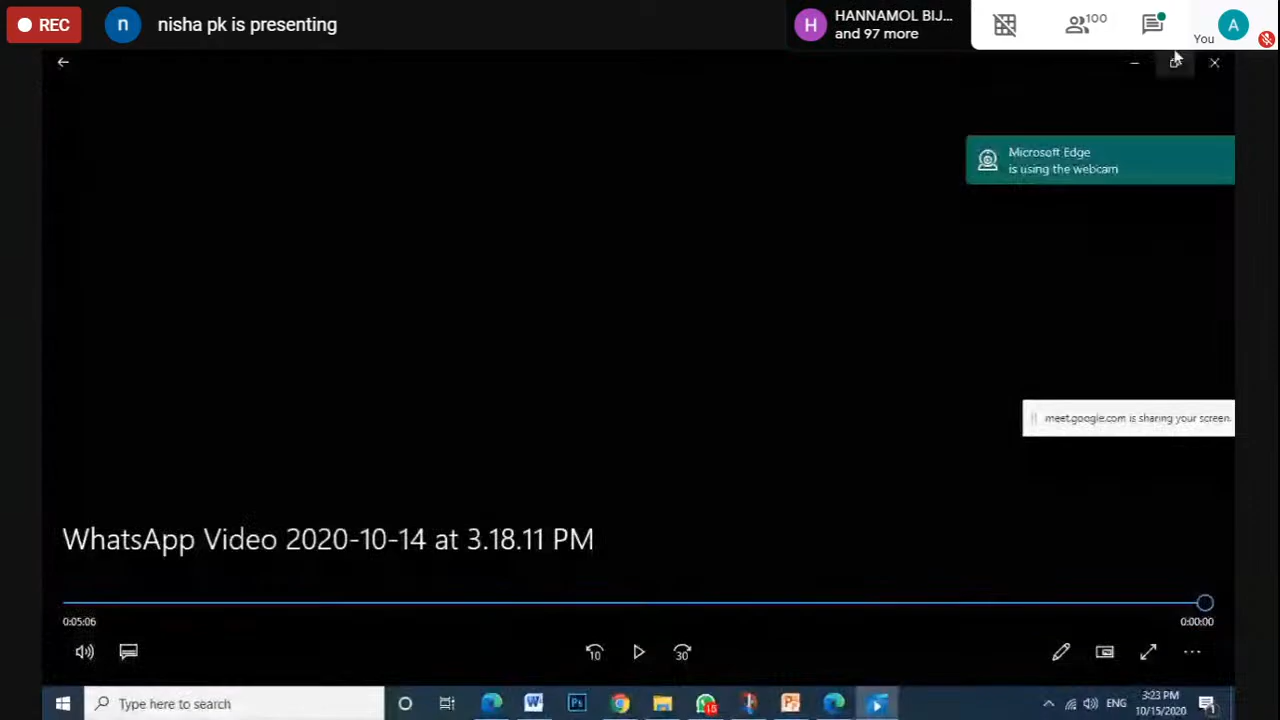 REC
n
nisha pk is presenting
H
HANNAMOL BIJ...
and 97 more
100
You
A
Microsoft Edge
is using the webcam
meet.google.com is sharing your screen.
WhatsApp Video 2020-10-14 at 3.18.11 PM
0:05:06
0:00:00
10
30
Type here to search
W
Ps
15
P
ENG
3:23 PM
10/15/2020